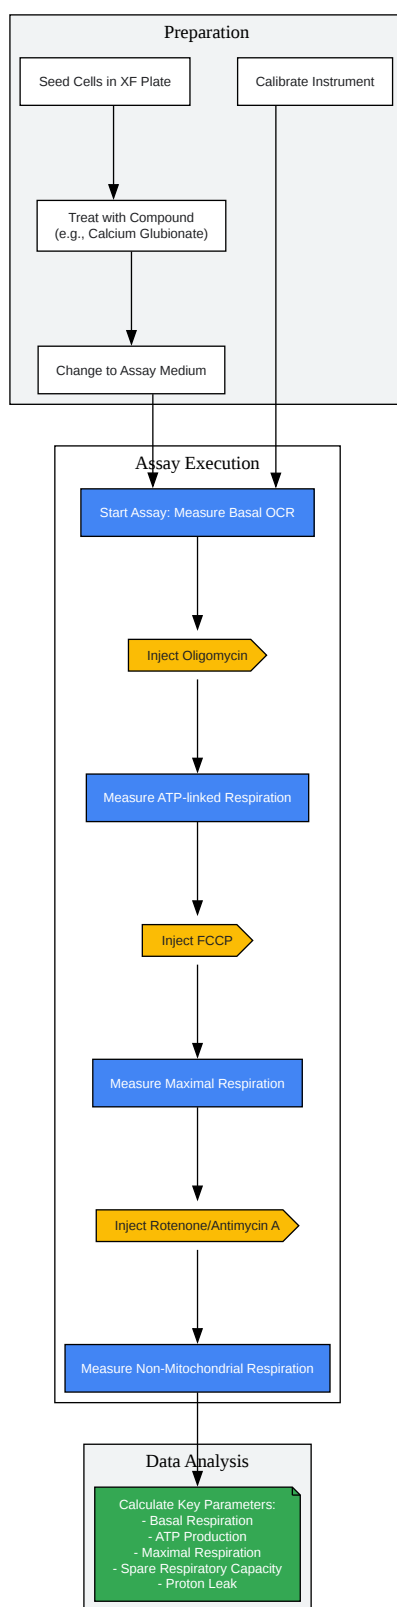 Preparation
Seed Cells in XF Plate
Calibrate Instrument
Treat with Compound
(e.g., Calcium Glubionate)
Change to Assay Medium
Assay Execution
Start Assay: Measure Basal OCR
Inject Oligomycin
Measure ATP-linked Respiration
Inject FCCP
Measure Maximal Respiration
Inject Rotenone/Antimycin A
Measure Non-Mitochondrial Respiration
Data Analysis
Calculate Key Parameters:
- Basal Respiration
- ATP Production
- Maximal Respiration
- Spare Respiratory Capacity
- Proton Leak